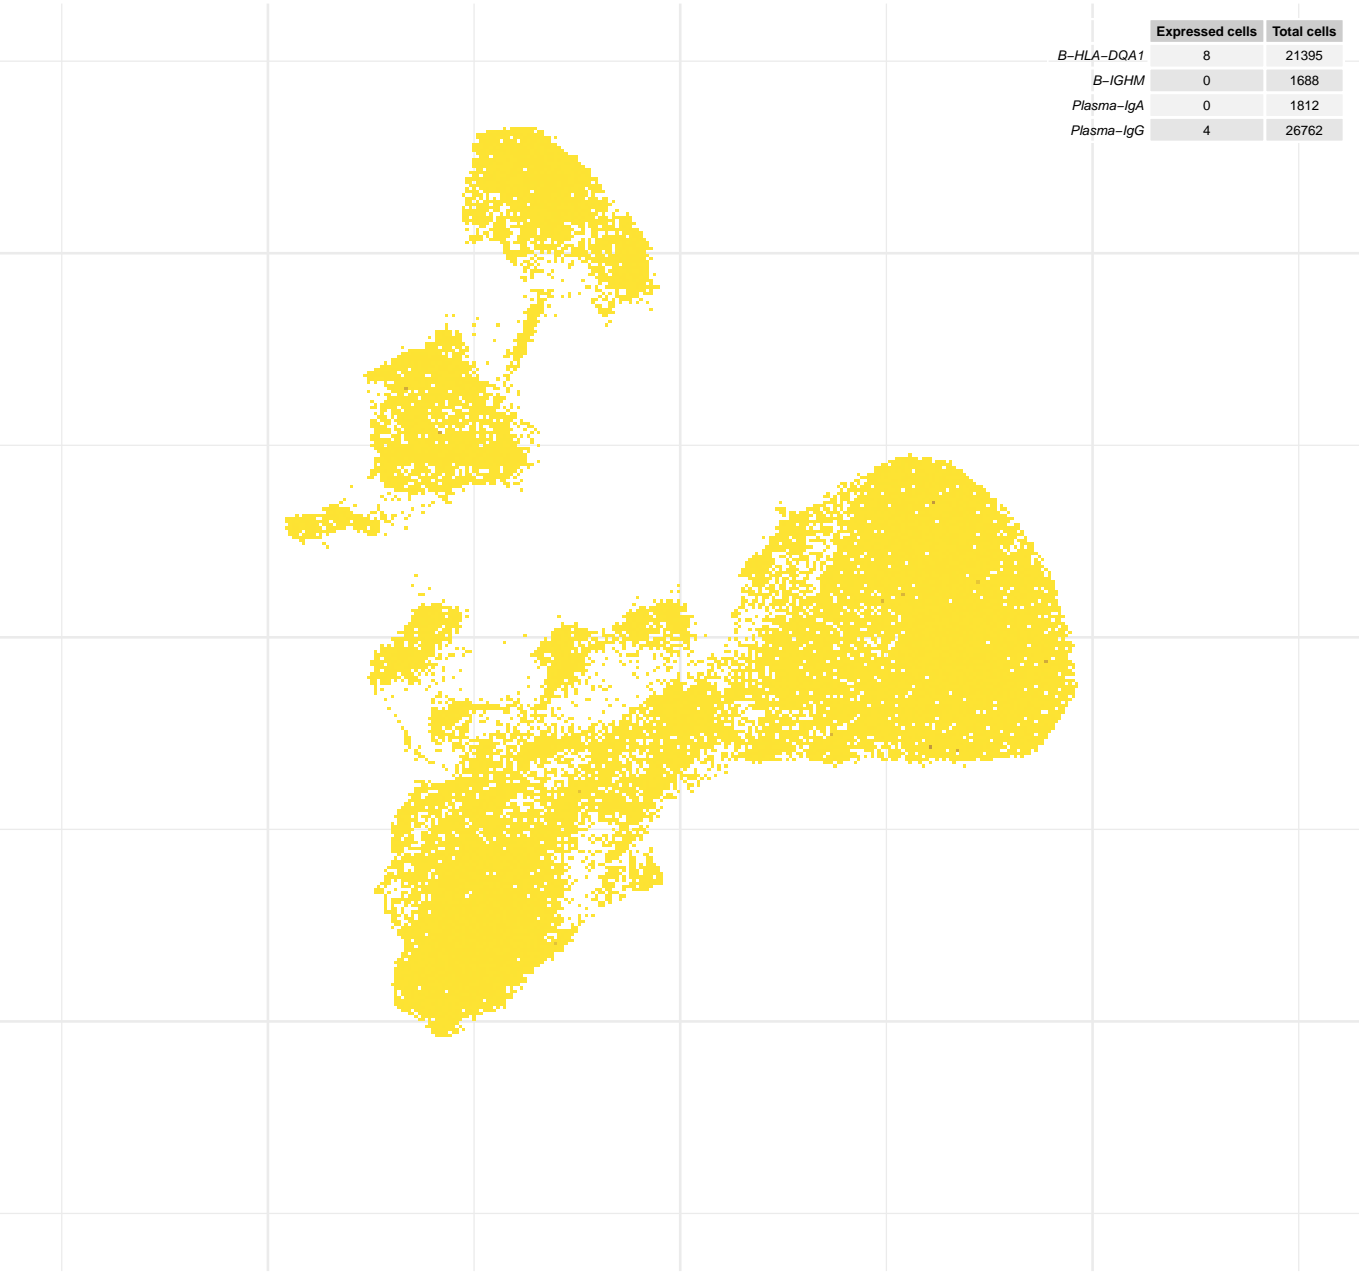 Expressed cells Total cells
B−HLA−DQA1 8 21395
B−IGHM 0 1688
Plasma−IgA 0 1812
Plasma−IgG 4 26762